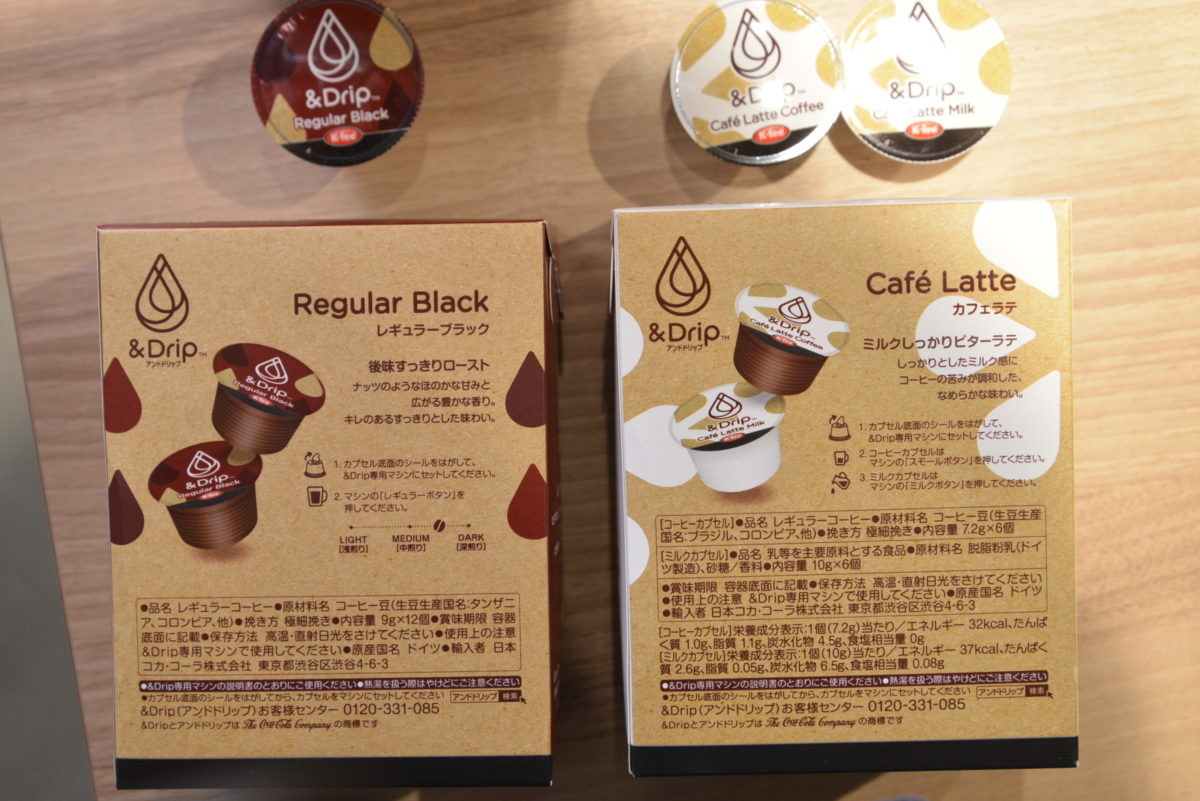 &Drip™
Regular Black
K-fee
&Drip™
Café Latte Coffee
K-fee
&Drip™
Ca Latte Milk
K-fee
&Drip™
アンドドリップ
Regular Black
レギュラーブラック
後味すっきりロースト
ナッツのようなほのかな甘みと
広がる豊かな香り。
キレのあるすっきりとした味わい。
&Drip™
Regular Black
K-fee
&Drip™
Regular Black
K-fee
1. カプセル底面のシールをはがして、
&Drip専用マシンにセットしてください。
2. マシンの「レギュラーボタン」を
押してください。
LIGHT MEDIUM DARK
[浅煎り] [中煎り] [深煎り]
●品名 レギュラーコーヒー●原材料名 コーヒー豆(生豆生産国名:タンザニ
ア、コロンビア、他)●挽き方 極細挽き●内容量 9g×12個●賞味期限 容器
底面に記載●保存方法 高温・直射日光をさけてください●使用上の注意
&Drip専用マシンで使用してください●原産国名 ドイツ●輸入者 日本
コカ・コーラ株式会社 東京都渋谷区渋谷4-6-3
●&Drip専用マシンの説明書のとおりにご使用ください●熱湯を扱う際はやけどにご注意ください
●カプセル底面のシールをはがしてから、カプセルをマシンにセットしてください アンドドリップ 検索
&Drip(アンドドリップ)お客様センター 0120-331-085
&Dripとアンドドリップは The Coca-Cola Company の商標です
&Drip™
アンドドリップ
Café Latte
カフェラテ
ミルクしっかりビターラテ
しっかりとしたミルク感に
コーヒーの苦みが調和した、
なめらかな味わい。
&Drip™
Café Latte Coffee
K-fee
&Drip™
Café Latte Milk
K-fee
1. カプセル底面のシールをはがして、
&Drip専用マシンにセットしてください。
2. コーヒーカプセルは
マシンの「スモールボタン」を押してください。
3. ミルクカプセルは
マシンの「ミルクボタン」を押してください。
[コーヒーカプセル]●品名 レギュラーコーヒー●原材料名 コーヒー豆(生豆生産
国名:ブラジル、コロンビア、他)●挽き方 極細挽き●内容量 7.2g×6個
[ミルクカプセル]●品名 乳等を主要原料とする食品●原材料名 脱脂粉乳(ドイ
ツ製造)、砂糖/香料●内容量 10g×6個
●賞味期限 容器底面に記載●保存方法 高温・直射日光をさけてください
●使用上の注意 &Drip専用マシンで使用してください●原産国名 ドイツ
●輸入者 日本コカ・コーラ株式会社 東京都渋谷区渋谷4-6-3
[コーヒーカプセル]栄養成分表示:1個(7.2g)当たり/エネルギー 32kcal、たんぱ
く質 1.0g、脂質 1.1g、炭水化物 4.5g、食塩相当量 0g
[ミルクカプセル]栄養成分表示:1個(10g)当たり/エネルギー 37kcal、たんぱく
質 2.6g、脂質 0.05g、炭水化物 6.5g、食塩相当量 0.08g
●&Drip専用マシンの説明書のとおりにご使用ください●熱湯を扱う際はやけどにご注意ください
●カプセル底面のシールをはがしてから、カプセルをマシンにセットしてください アンドドリップ 検索
&Drip(アンドドリップ)お客様センター 0120-331-085
&Dripとアンドドリップは The Coca-Cola Company の商標です